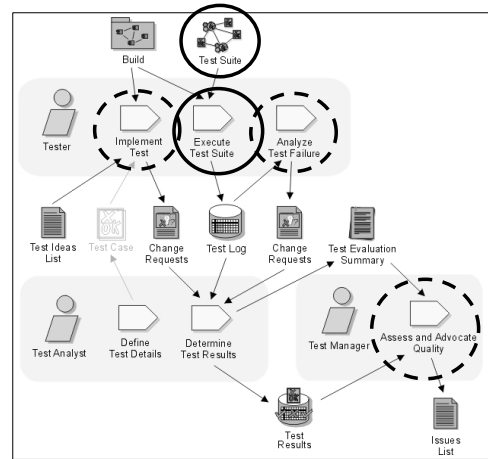 Build
Test Suite
Tester
Implement
Test
Execute
Test Suite
Analyze
Test Failure
Test Ideas
List
Test Case
Change
Requests
Test Log
Change
Requests
Test Evaluation
Summary
Test Analyst
Define
Test Details
Determine
Test Results
Test Manager
Assess and Advocate
Quality
Test
Results
Issues
List